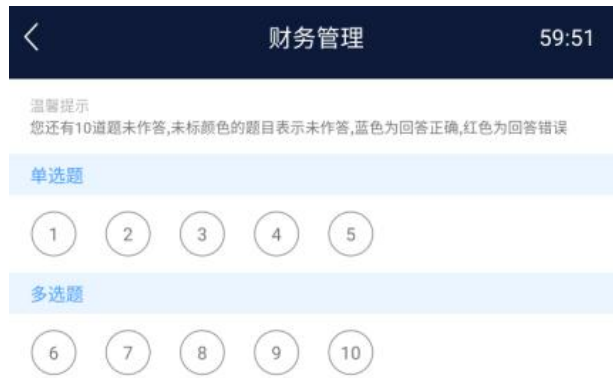 财务管理 59:51
温馨提示
您还有10道题未作答,未标颜色的题目表示未作答,蓝色为回答正确,红色为回答错误
单选题
1 2 3 4 5
多选题
6 7 8 9 10